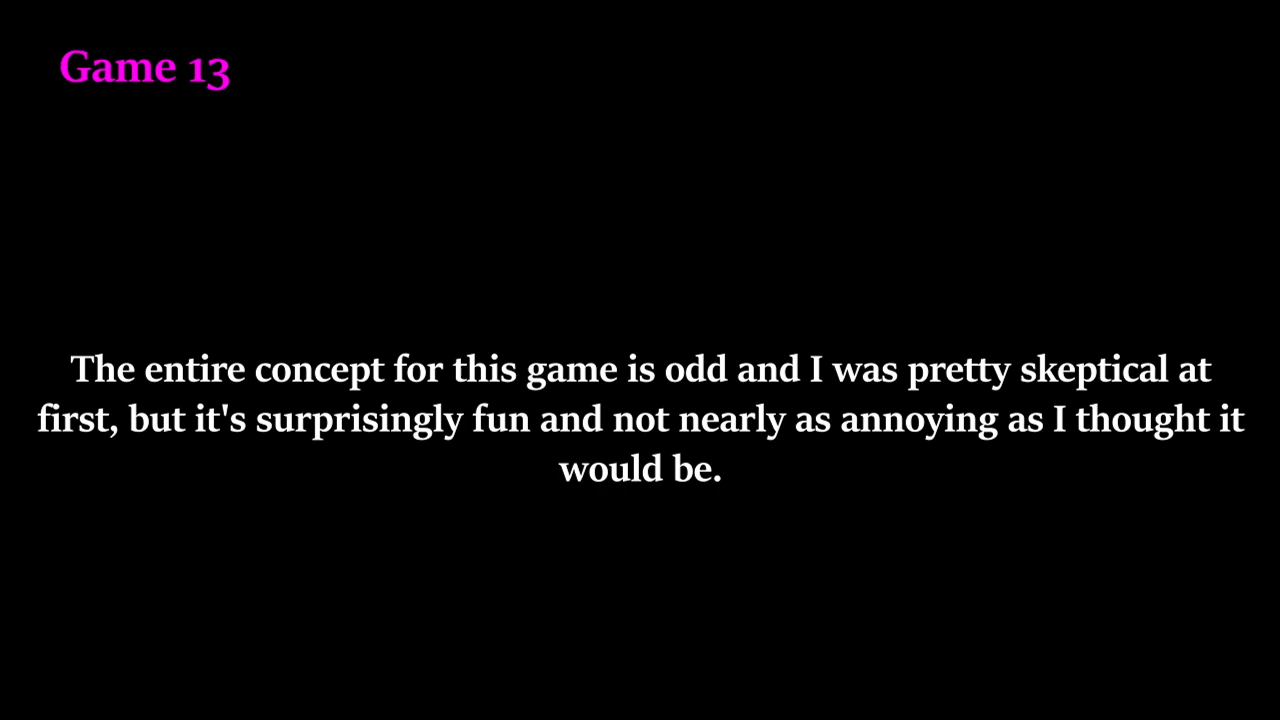 Game 13
The entire concept for this game is odd and I was pretty skeptical at
first, but it's surprisingly fun and not nearly as annoying as I thought it
would be.